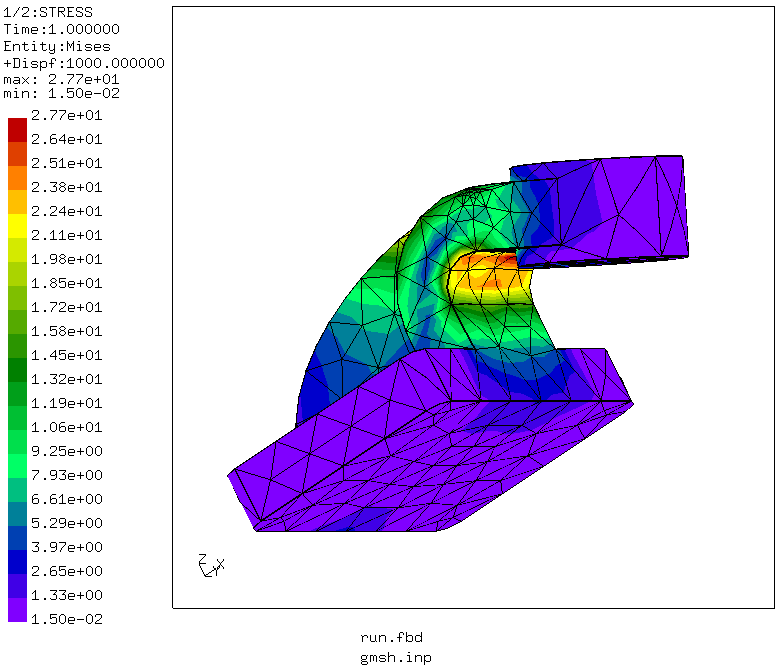 1/2:STRESS
Time:1.000000
Entity:Mises
+Dispf:1000.000000
max: 2.77e+01
min: 1.50e-02
2.77e+01
2.64e+01
2.51e+01
2.38e+01
2.24e+01
2.11e+01
1.98e+01
1.85e+01
1.72e+01
1.58e+01
1.45e+01
1.32e+01
1.19e+01
1.06e+01
9.25e+00
7.93e+00
6.61e+00
5.29e+00
3.97e+00
2.65e+00
1.33e+00
1.50e-02
Z
X
Y
run.fbd
gmsh.inp